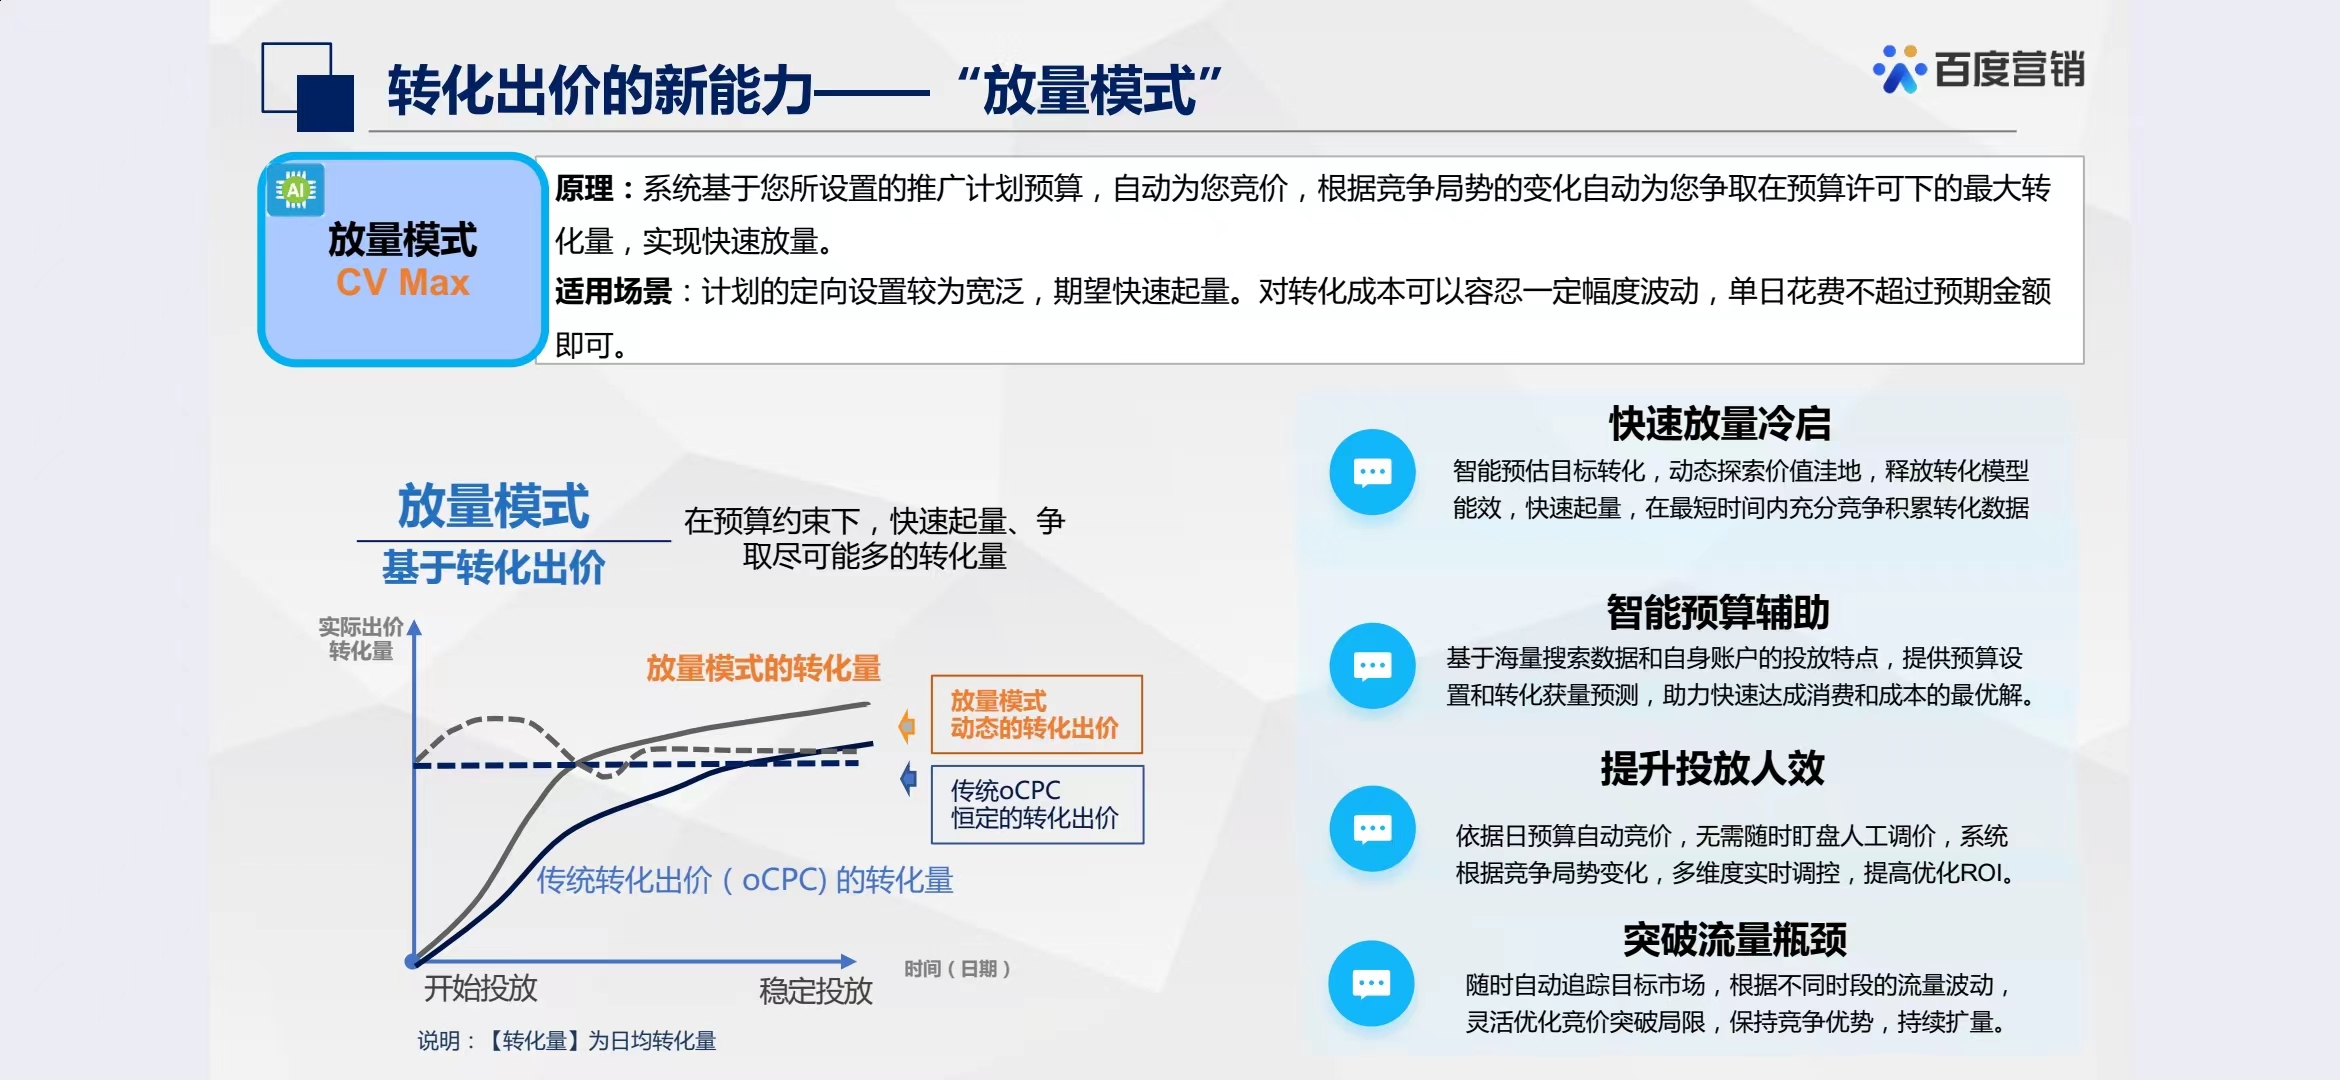 转化出价的新能力——“放量模式”
百度营销
AI
放量模式
CV Max
原理：系统基于您所设置的推广计划预算，自动为您竞价，根据竞争局势的变化自动为您争取在预算许可下的最大转
化量，实现快速放量。
适用场景：计划的定向设置较为宽泛，期望快速起量。对转化成本可以容忍一定幅度波动，单日花费不超过预期金额
即可。
放量模式
基于转化出价
在预算约束下，快速起量、争
取尽可能多的转化量
实际出价
转化量
放量模式的转化量
放量模式
动态的转化出价
传统oCPC
恒定的转化出价
传统转化出价（oCPC) 的转化量
开始投放
稳定投放
时间（日期）
说明：【转化量】为日均转化量
快速放量冷启
智能预估目标转化，动态探索价值洼地，释放转化模型
能效，快速起量，在最短时间内充分竞争积累转化数据
智能预算辅助
基于海量搜索数据和自身账户的投放特点，提供预算设
置和转化获量预测，助力快速达成消费和成本的最优解。
提升投放人效
依据日预算自动竞价，无需随时盯盘人工调价，系统
根据竞争局势变化，多维度实时调控，提高优化ROI。
突破流量瓶颈
随时自动追踪目标市场，根据不同时段的流量波动，
灵活优化竞价突破局限，保持竞争优势，持续扩量。